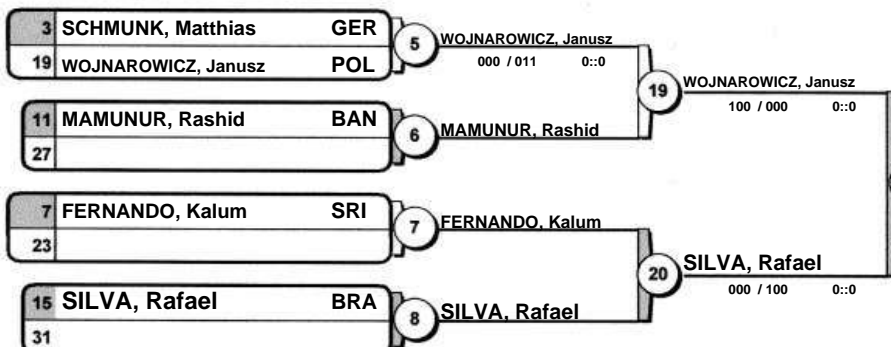 3 SCHMUNK, Matthias GER
19 WOJNAROWICZ, Janusz POL
5
WOJNAROWICZ, Janusz
000 / 011 0::0
11 MAMUNUR, Rashid BAN
27
6
MAMUNUR, Rashid
19
WOJNAROWICZ, Janusz
100 / 000 0::0
7 FERNANDO, Kalum SRI
23
7
FERNANDO, Kalum
15 SILVA, Rafael BRA
31
8
SILVA, Rafael
20
SILVA, Rafael
000 / 100 0::0